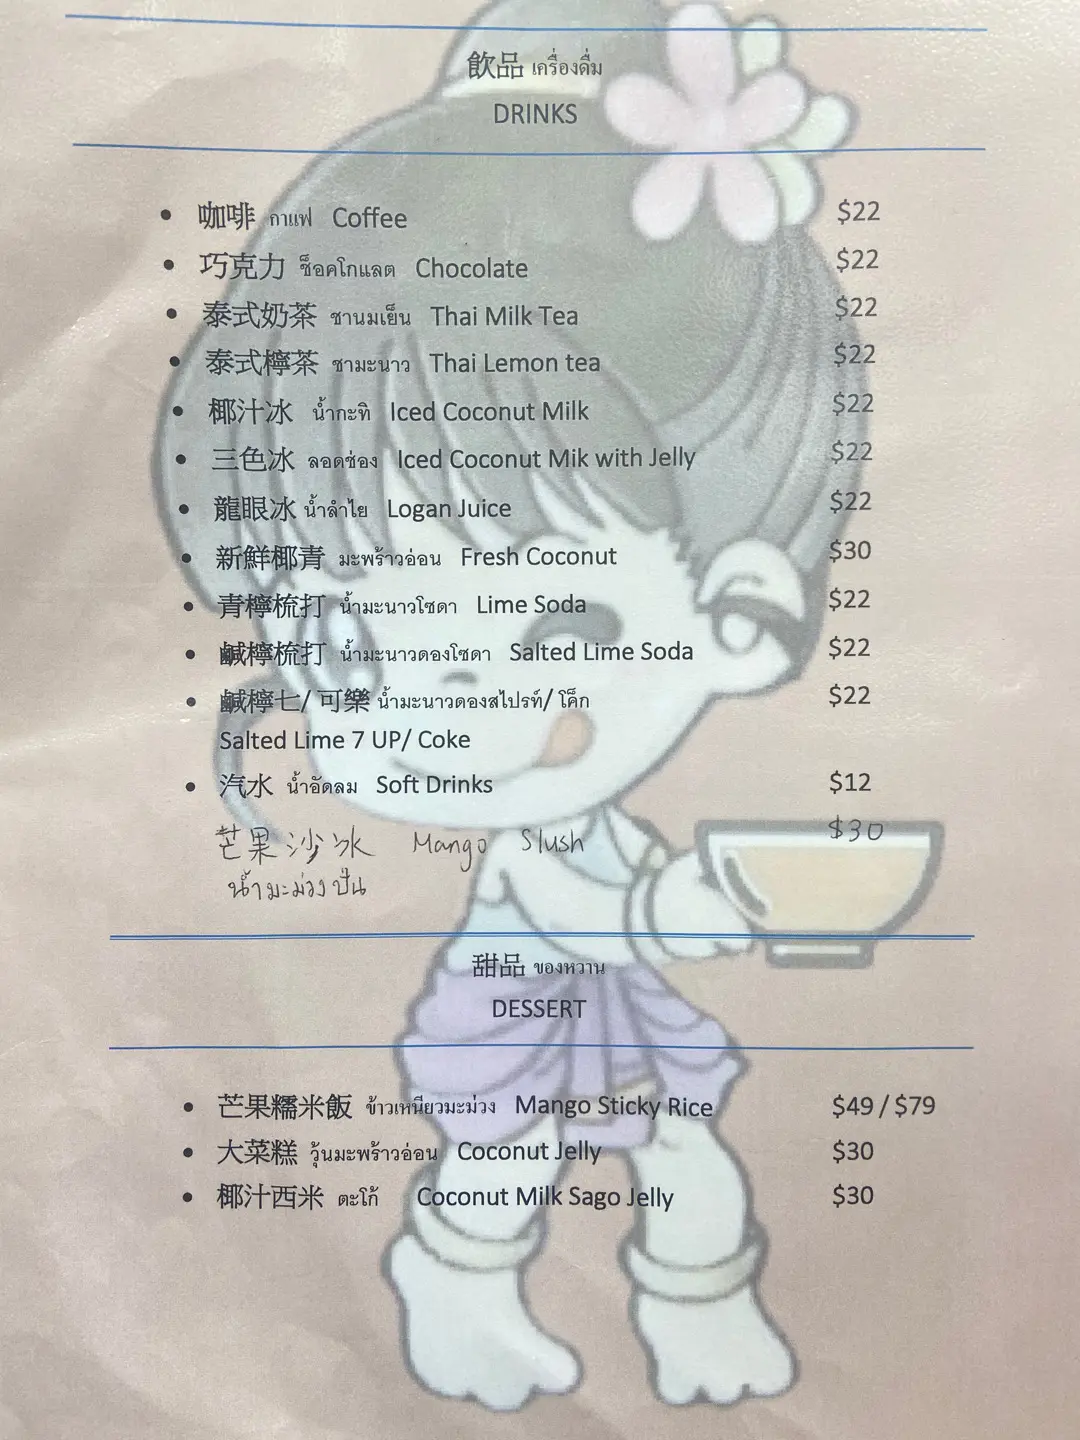 飲品 เครื่องดื่ม
DRINKS
• 咖啡 กาแฟ Coffee $22
• 巧克力 ช็อคโกแลต Chocolate $22
• 泰式奶茶 ชานมเย็น Thai Milk Tea $22
• 泰式檸茶 ชามะนาว Thai Lemon tea $22
• 椰汁冰 น้ำกะทิ Iced Coconut Milk $22
• 三色冰 ลอดช่อง Iced Coconut Mik with Jelly $22
• 龍眼冰 น้ำลำไย Logan Juice $22
• 新鮮椰青 มะพร้าวอ่อน Fresh Coconut $30
• 青檸梳打 น้ำมะนาวโซดา Lime Soda $22
• 鹹檸梳打 น้ำมะนาวดองโซดา Salted Lime Soda $22
• 鹹檸七/ 可樂 น้ำมะนาวดองสไปรท์/ โค็ก $22
Salted Lime 7 UP/ Coke
• 汽水 น้ำอัดลม Soft Drinks $12
芒果沙冰 Mango Slush $30
น้ำมะม่วงปั่น
甜品 ของหวาน
DESSERT
• 芒果糯米飯 ข้าวเหนียวมะม่วง Mango Sticky Rice $49 / $79
• 大菜糕 วุ้นมะพร้าวอ่อน Coconut Jelly $30
• 椰汁西米 ตะโก้ Coconut Milk Sago Jelly $30